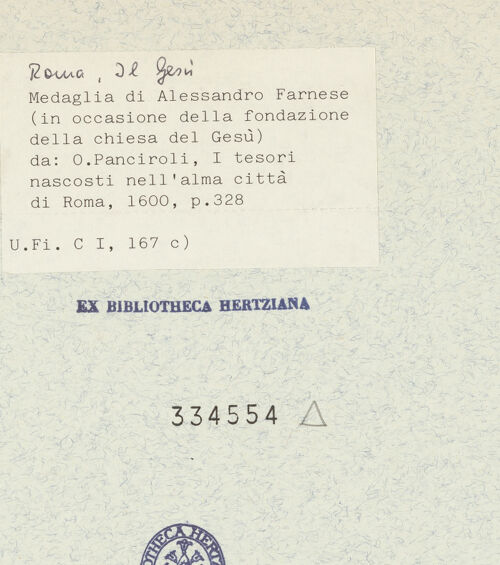 Roma, Il Gesù
Medaglia di Alessandro Farnese
(in occasione della fondazione
della chiesa del Gesù)
da: O.Panciroli, I tesori
nascosti nell'alma città
di Roma, 1600, p.328
U.Fi. C I, 167 c)
EX BIBLIOTHECA HERTZIANA
334554 △